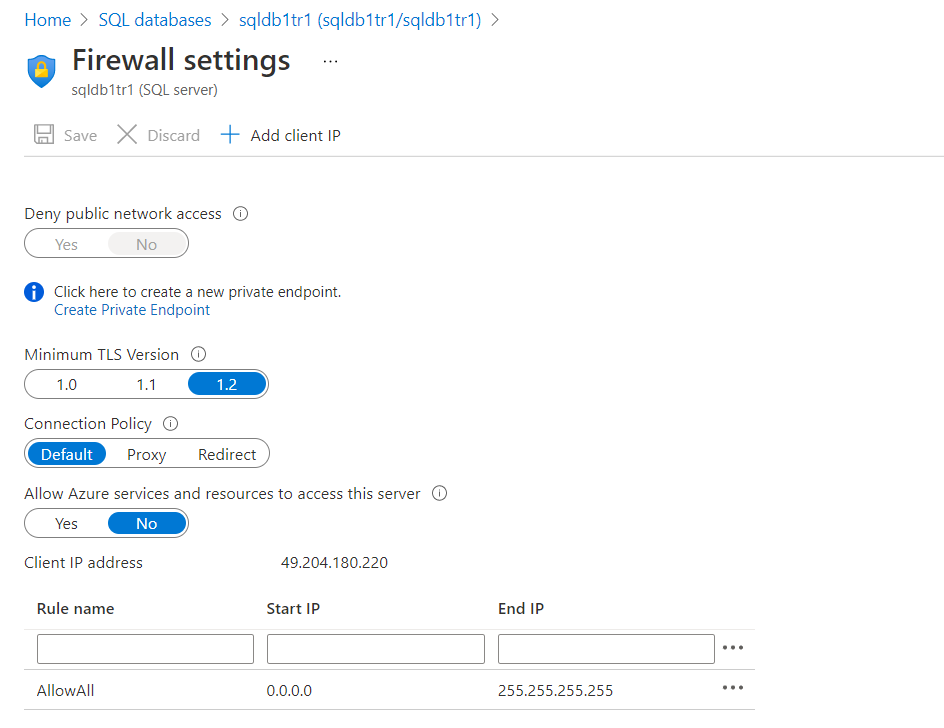 Home > SQL databases > sqldb1tr1 (sqldb1tr1/sqldb1tr1) >
Firewall settings ...
sqldb1tr1 (SQL server)
Save Discard Add client IP
Deny public network access
Yes No
Click here to create a new private endpoint.
Create Private Endpoint
Minimum TLS Version
1.0 1.1 1.2
Connection Policy
Default Proxy Redirect
Allow Azure services and resources to access this server
Yes No
Client IP address 49.204.180.220
Rule name Start IP End IP
AllowAll 0.0.0.0 255.255.255.255